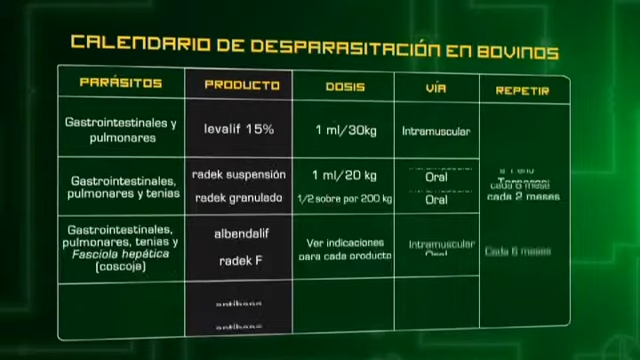 CALENDARIO DE DESPARASITACIÓN EN BOVINOS
PARÁSITOS PRODUCTO DOSIS VÍA REPETIR
Gastrointestinales y
pulmonares
levalif 15%
1 ml/30kg
Intramuscular
Gastrointestinales,
pulmonares y tenias
radek suspensión
radek granulado
1 ml/20 kg
1/2 sobre por 200 kg
Oral
Oral
cada 2 meses
Gastrointestinales,
pulmonares, tenias y
Fasciola hepática
(coscoja)
albendalif
radek F
Ver indicaciones
para cada producto
Intramuscular
Oral
Cada 6 meses